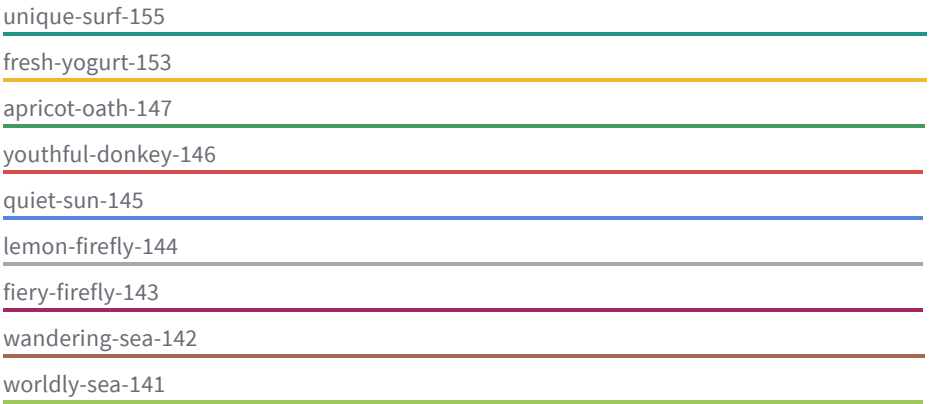 unique-surf-155
fresh-yogurt-153
apricot-oath-147
youthful-donkey-146
quiet-sun-145
lemon-firefly-144
fiery-firefly-143
wandering-sea-142
worldly-sea-141